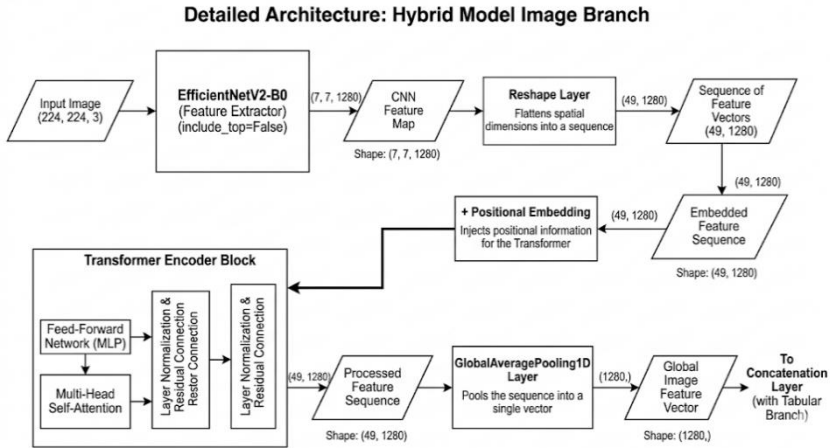 Detailed Architecture: Hybrid Model Image Branch
Input Image
(224, 224, 3)
EfficientNetV2-B0
(Feature Extractor)
(include_top=False)
(7, 7, 1280)
CNN
Feature
Map
Shape: (7, 7, 1280)
Reshape Layer
Flattens spatial
dimensions into a sequence
(49, 1280)
Sequence of
Feature
Vectors
(49, 1280)
(49, 1280)
Embedded
Feature
Sequence
Shape: (49, 1280)
(49, 1280)
+ Positional Embedding
Injects positional information
for the Transformer
Transformer Encoder Block
Feed-Forward
Network (MLP)
Multi-Head
Self-Attention
Layer Normalization &
Residual Connection
Restor Connection
Layer Normalization &
Residual Connection
(49, 1280)
Processed
Feature
Sequence
Shape: (49, 1280)
GlobalAveragePooling1D
Layer
Pools the sequence into a
single vector
(1280,)
Global
Image
Feature
Vector
Shape: (1280,)
To
Concatenation
Layer
(with Tabular
Branch)